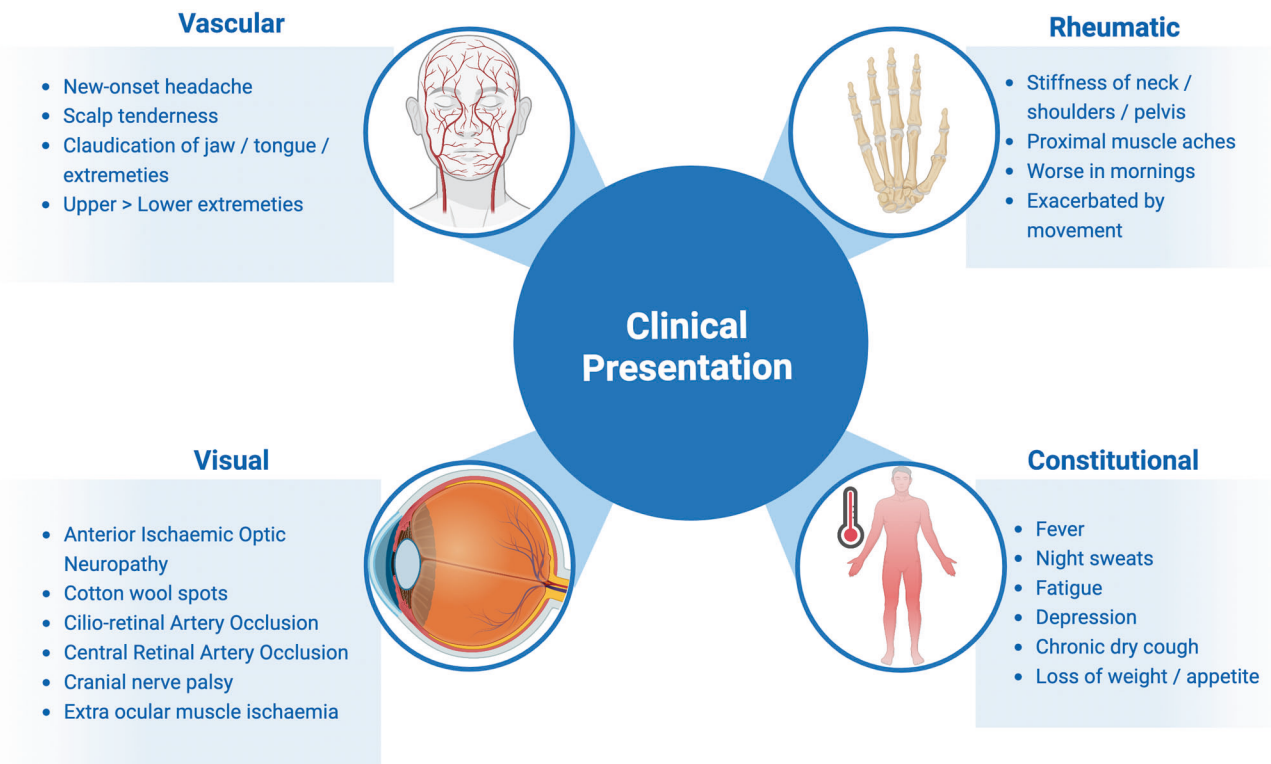 Vascular
• New-onset headache
• Scalp tenderness
• Claudication of jaw / tongue /
extremeties
• Upper > Lower extremeties
Rheumatic
• Stiffness of neck /
shoulders / pelvis
• Proximal muscle aches
• Worse in mornings
• Exacerbated by
movement
Clinical
Presentation
Visual
• Anterior Ischaemic Optic
Neuropathy
• Cotton wool spots
• Cilio-retinal Artery Occlusion
• Central Retinal Artery Occlusion
• Cranial nerve palsy
• Extra ocular muscle ischaemia
Constitutional
• Fever
• Night sweats
• Fatigue
• Depression
• Chronic dry cough
• Loss of weight / appetite